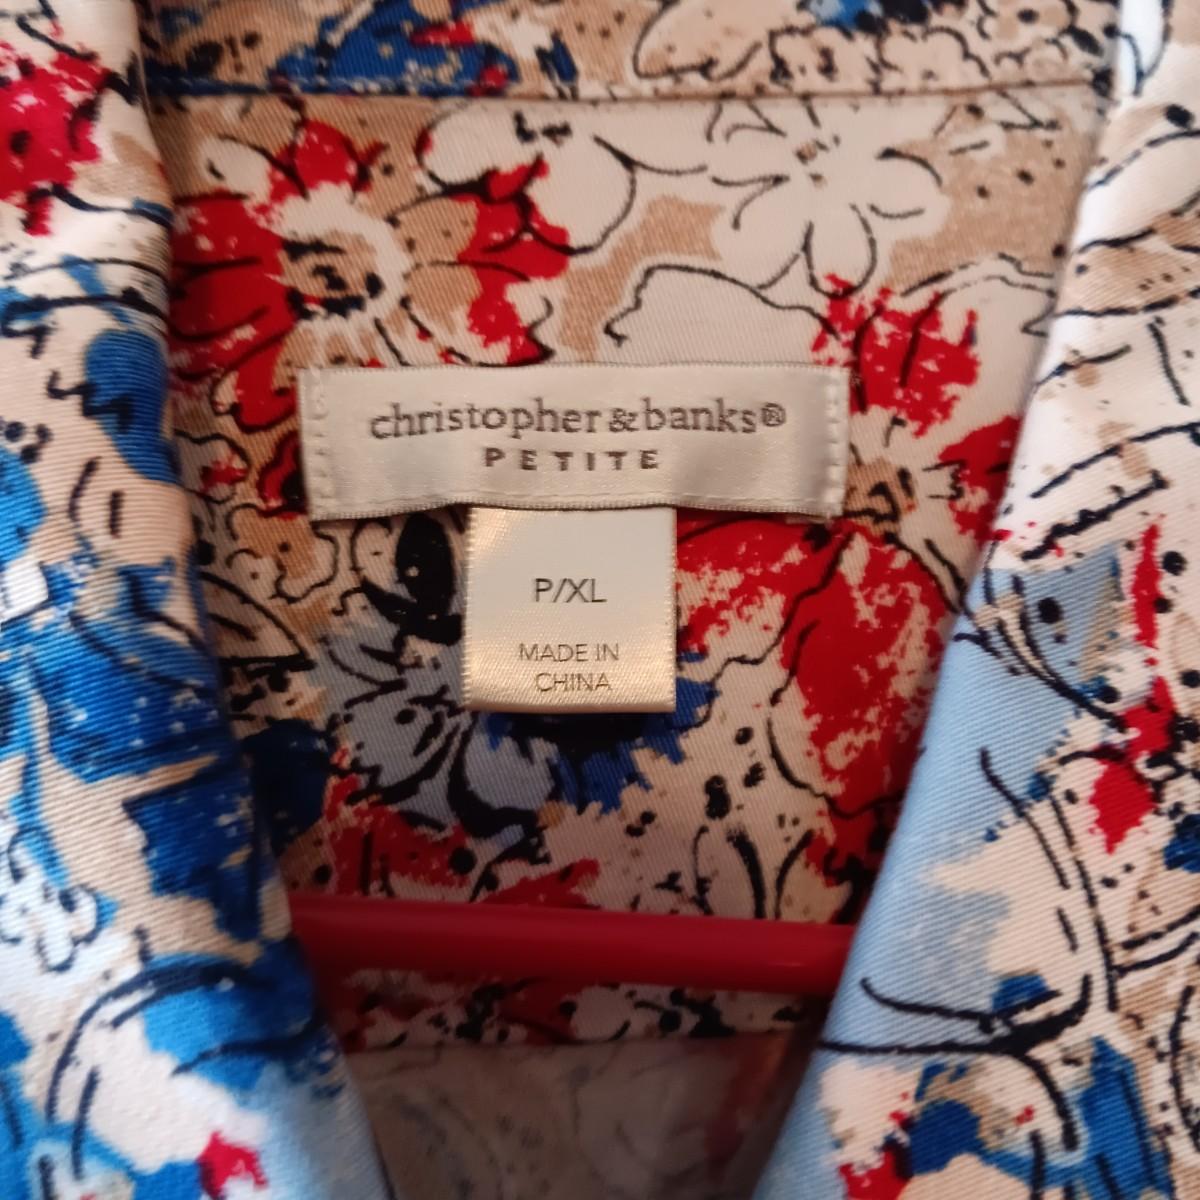 christopher & banks®
PETITE
P/XL
MADE IN
CHINA